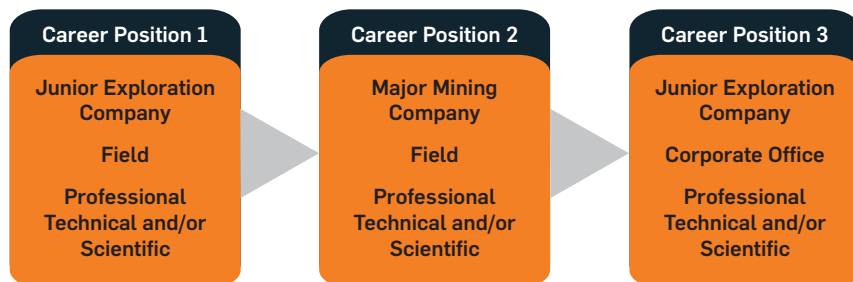 Career Position 1
Junior Exploration
Company
Field
Professional
Technical and/or
Scientific
Career Position 2
Major Mining
Company
Field
Professional
Technical and/or
Scientific
Career Position 3
Junior Exploration
Company
Corporate Office
Professional
Technical and/or
Scientific